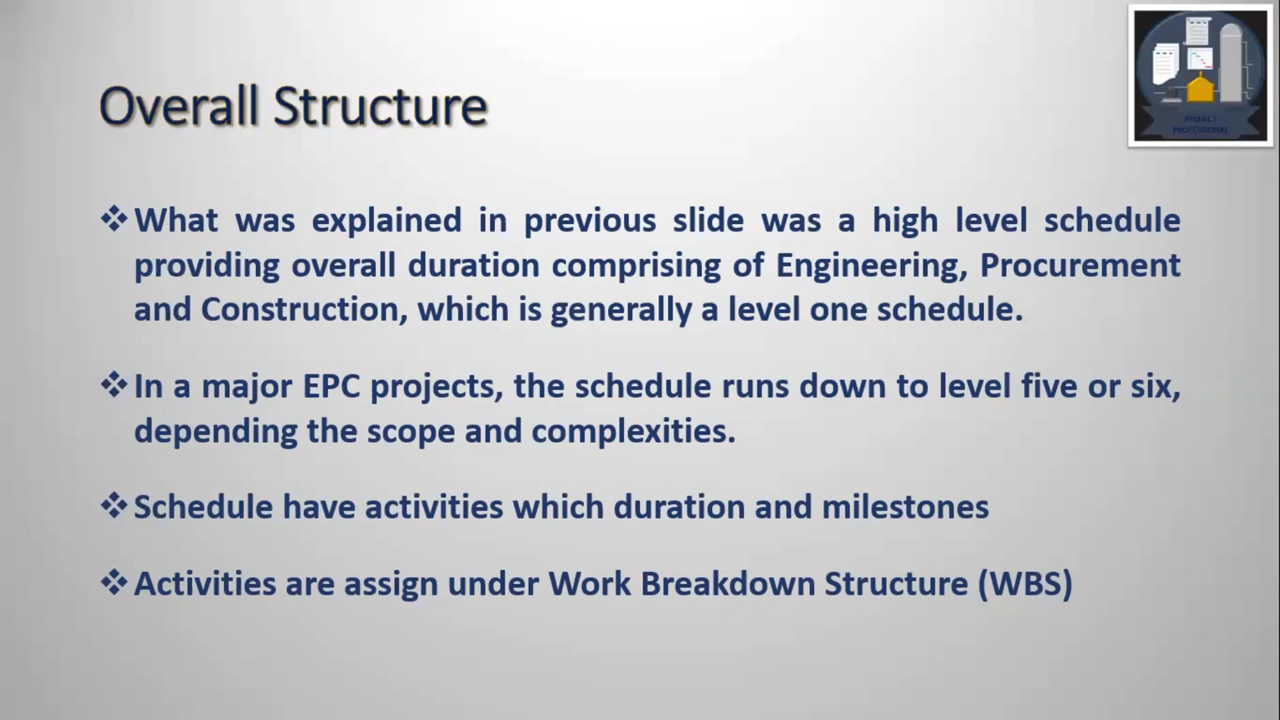 Overall Structure
What was explained in previous slide was a high level schedule
providing overall duration comprising of Engineering, Procurement
and Construction, which is generally a level one schedule.
In a major EPC projects, the schedule runs down to level five or six,
depending the scope and complexities.
Schedule have activities which duration and milestones
Activities are assign under Work Breakdown Structure (WBS)